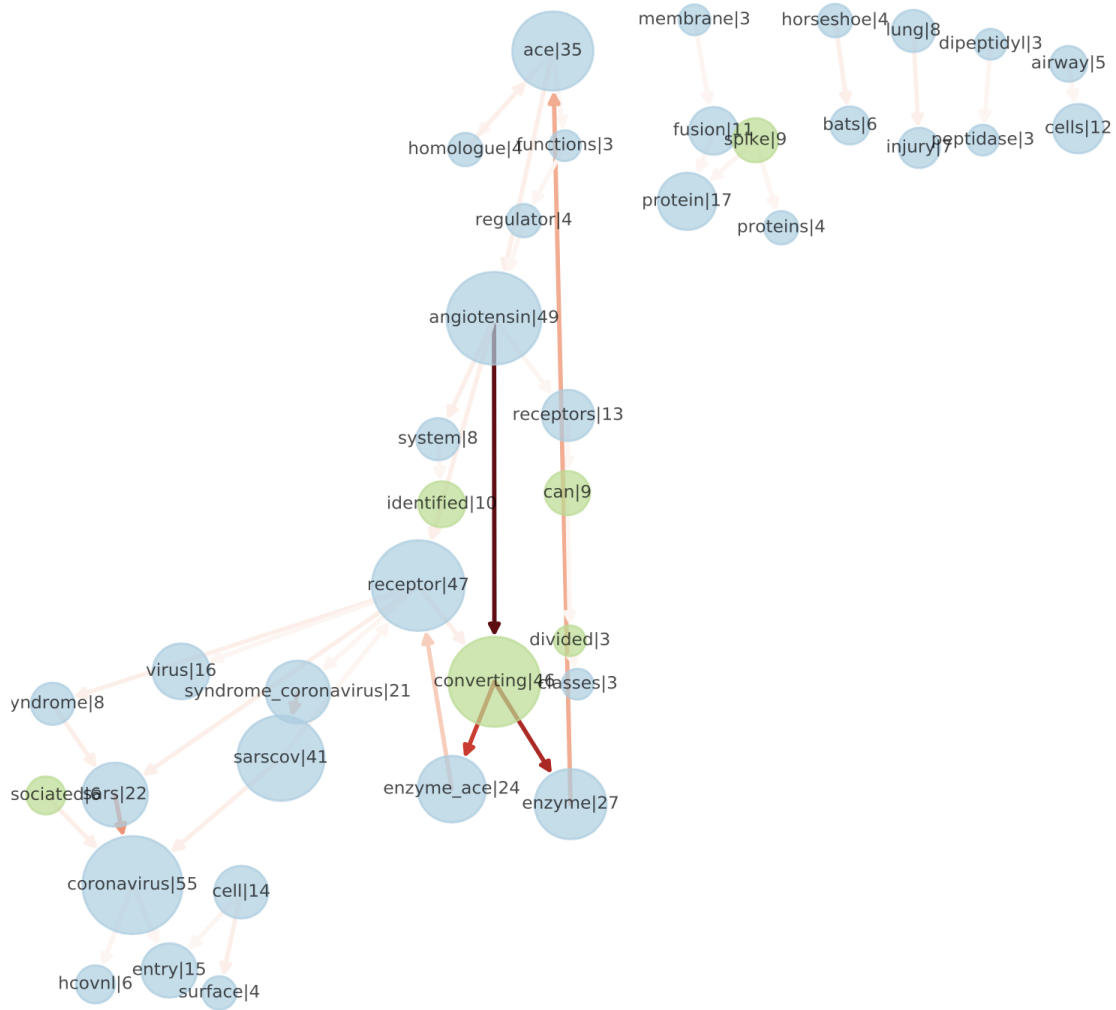 membrane|3
horseshoe|4
lung|8
dipeptidyl|3
ace|35
airway|5
fusion|11
spike|9
bats|6
cells|12
homologue|4
functions|3
injury|7
peptidase|3
protein|17
regulator|4
proteins|4
angiotensin|49
receptors|13
system|8
can|9
identified|10
receptor|47
divided|3
virus|16
converting|46
classes|3
syndrome_coronavirus|21
yndrome|8
sarscov|41
enzyme_ace|24
sociated|6
sars|22
enzyme|27
coronavirus|55
cell|14
entry|15
hcovnl|6
surface|4